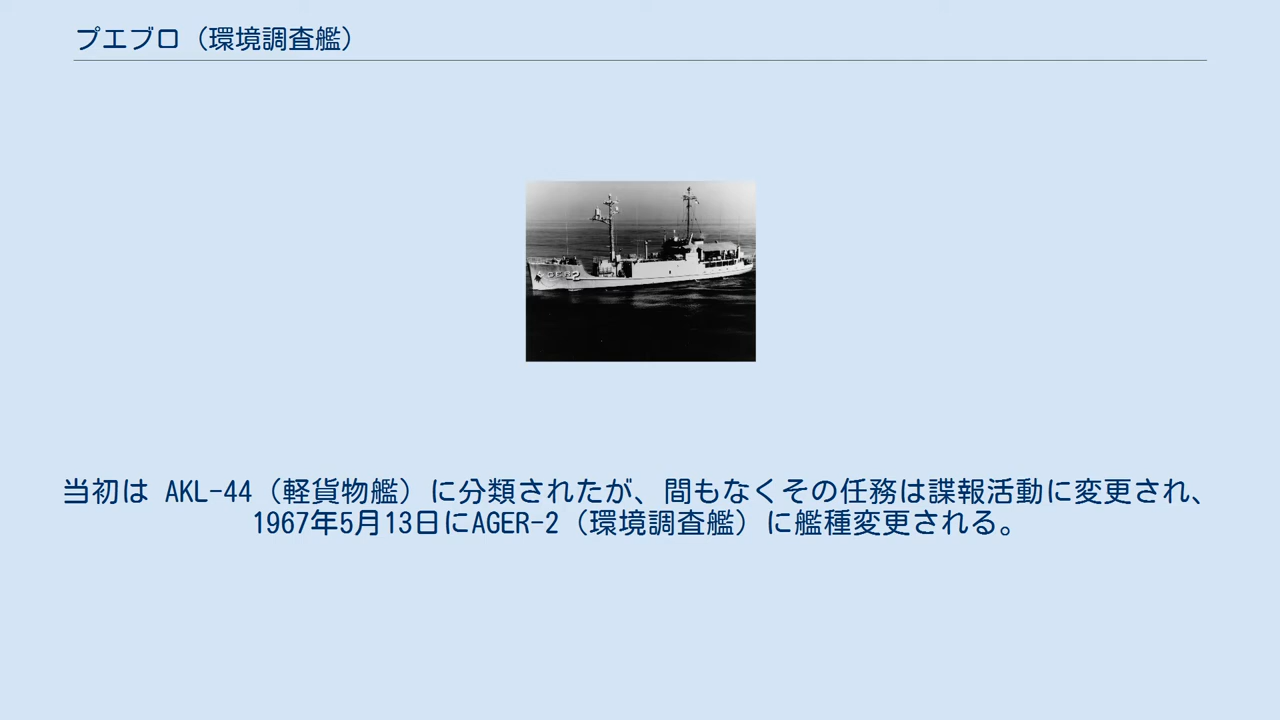 プエブロ（環境調査艦）
当初は AKL-44（軽貨物艦）に分類されたが、間もなくその任務は諜報活動に変更され、
1967年5月13日にAGER-2（環境調査艦）に艦種変更される。
2